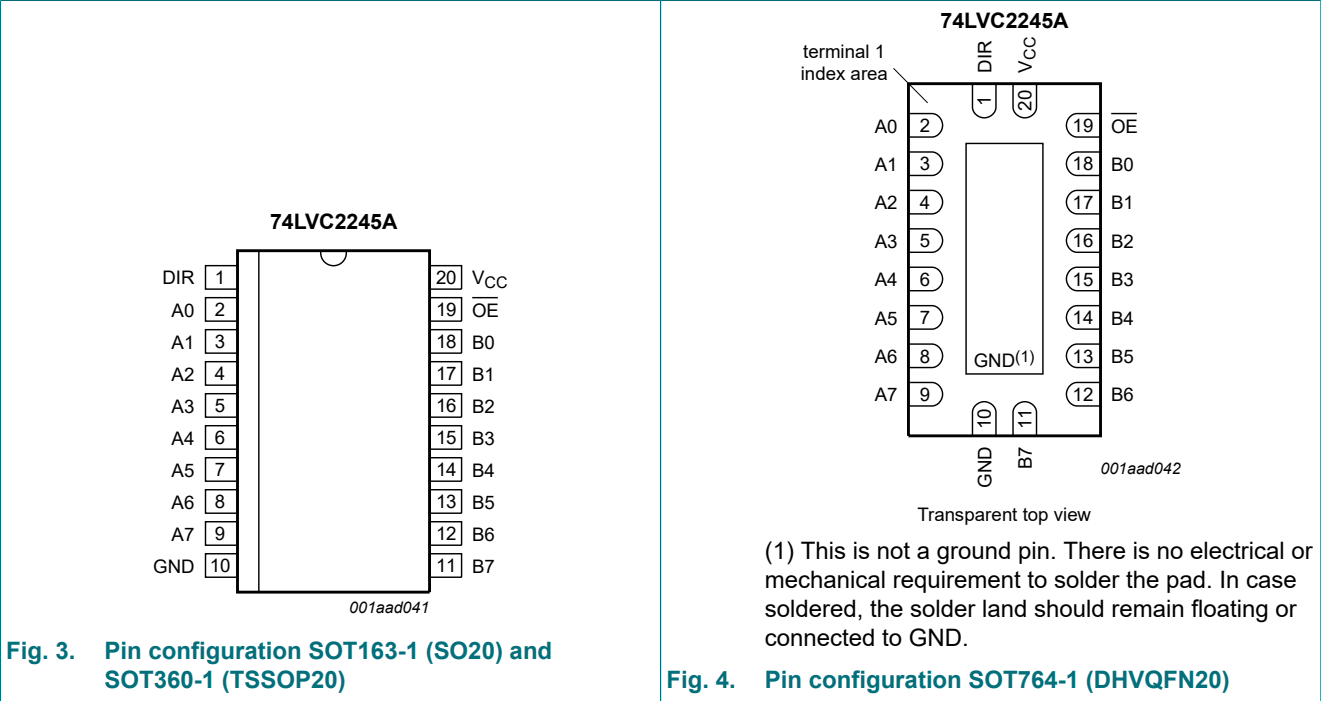 74LVC2245A
DIR 1
A0 2
A1 3
A2 4
A3 5
A4 6
A5 7
A6 8
A7 9
GND 10
20 VCC
19 OE
18 B0
17 B1
16 B2
15 B3
14 B4
13 B5
12 B6
11 B7
001aad041
Fig. 3. Pin configuration SOT163-1 (SO20) and
SOT360-1 (TSSOP20)
74LVC2245A
terminal 1
index area
DIR
VCC
1
20
A0 2
A1 3
A2 4
A3 5
A4 6
A5 7
A6 8
A7 9
19 OE
18 B0
17 B1
16 B2
15 B3
14 B4
13 B5
12 B6
GND(1)
10
11
GND
B7
001aad042
Transparent top view
(1) This is not a ground pin. There is no electrical or
mechanical requirement to solder the pad. In case
soldered, the solder land should remain floating or
connected to GND.
Fig. 4. Pin configuration SOT764-1 (DHVQFN20)